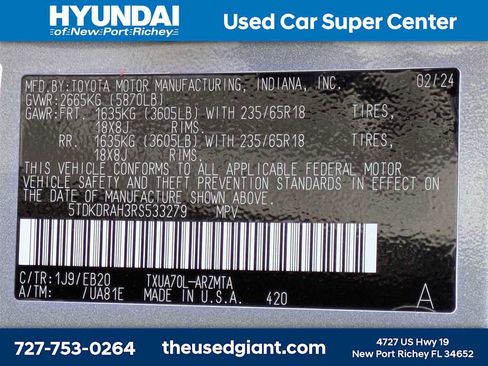 HYUNDAI
of New Port Richey
Used Car Super Center
MFD.BY:TOYOTA MOTOR MANUFACTURING, INDIANA, INC. 02/24
GVWR:2665KG (5870LB)
GAWR:FRT. 1635KG (3605LB) WITH 235/65R18 TIRES,
18X8J RIMS.
RR. 1635KG (3605LB) WITH 235/65R18 TIRES,
18X8J RIMS.
THIS VEHICLE CONFORMS TO ALL APPLICABLE FEDERAL MOTOR
VEHICLE SAFETY AND THEFT PREVENTION STANDARDS IN EFFECT ON
THE DATE OF MANUFACTURE SHOWN ABOVE.
5TDKDRAH3RS533279 MPV
C/TR: 1J9/EB20 TXUA70L-ARZMTA
A/TM: /UA81E MADE IN U.S.A. 420 A
727-753-0264
theusedgiant.com
4727 US Hwy 19
New Port Richey FL 34652